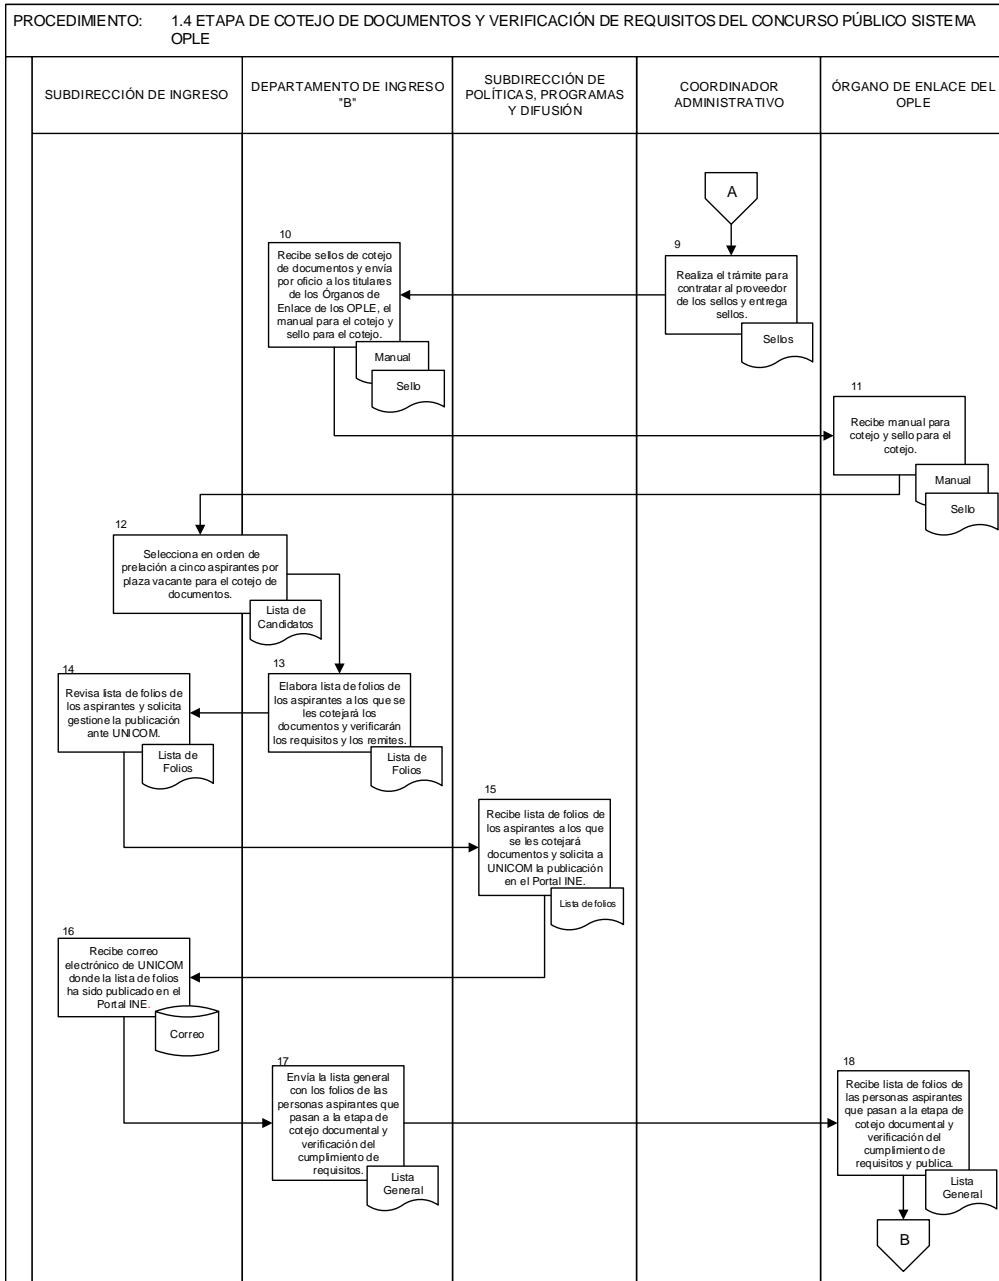 PROCEDIMIENTO: 1.4 ETAPA DE COTEJO DE DOCUMENTOS Y VERIFICACIÓN DE REQUISITOS DEL CONCURSO PÚBLICO SISTEMA
OPLE
SUBDIRECCIÓN DE INGRESO
DEPARTAMENTO DE INGRESO
"B"
SUBDIRECCIÓN DE
POLÍTICAS, PROGRAMAS
Y DIFUSIÓN
COORDINADOR
ADMINISTRATIVO
ÓRGANO DE ENLACE DEL
OPLE
A
9
Realiza el trámite para
contratar al proveedor
de los sellos y entrega
sellos.
Sellos
10
Recibe sellos de cotejo
de documentos y envía
por oficio a los titulares
de los Órganos de
Enlace de los OPLE, el
manual para el cotejo y
sello para el cotejo.
Manual
Sello
11
Recibe manual para
cotejo y sello para el
cotejo.
Manual
Sello
12
Selecciona en orden de
prelación a cinco aspirantes por
plaza vacante para el cotejo de
documentos.
Lista de
Candidatos
13
Elabora lista de folios de
los aspirantes a los que se
les cotejará los
documentos y verificarán
los requisitos y los remites.
Lista de
Folios
14
Revisa lista de folios de
los aspirantes y solicita
gestione la publicación
ante UNICOM.
Lista de
Folios
15
Recibe lista de folios de
los aspirantes a los que
se les cotejará
documentos y solicita a
UNICOM la publicación
en el Portal INE.
Lista de folios
16
Recibe correo
electrónico de UNICOM
donde la lista de folios
ha sido publicado en el
Portal INE.
Correo
17
Envía la lista general
con los folios de las
personas aspirantes que
pasan a la etapa de
cotejo documental y
verificación del
cumplimiento de
requisitos.
Lista
General
18
Recibe lista de folios de
las personas aspirantes
que pasan a la etapa de
cotejo documental y
verificación del
cumplimiento de
requisitos y publica.
Lista
General
B